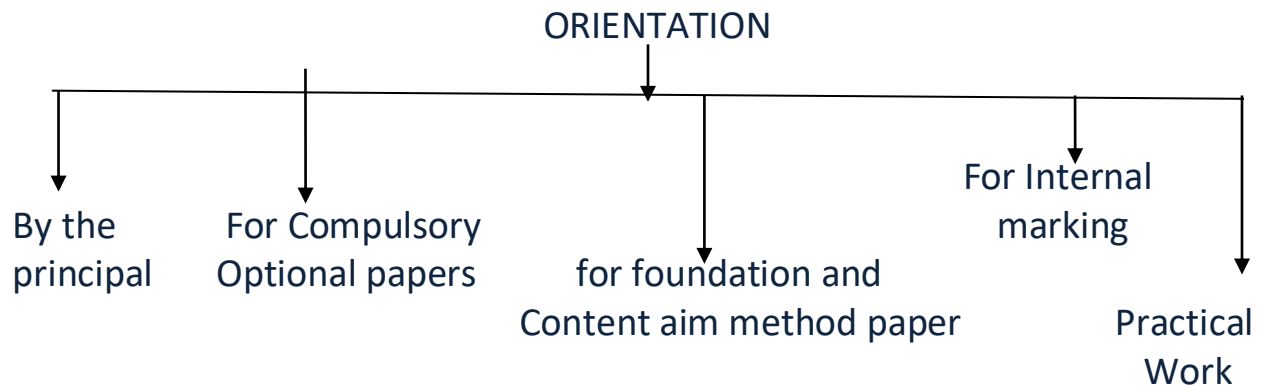 ORIENTATION
By the
principal
For Compulsory
Optional papers
for foundation and
Content aim method paper
For Internal
marking
Practical
Work